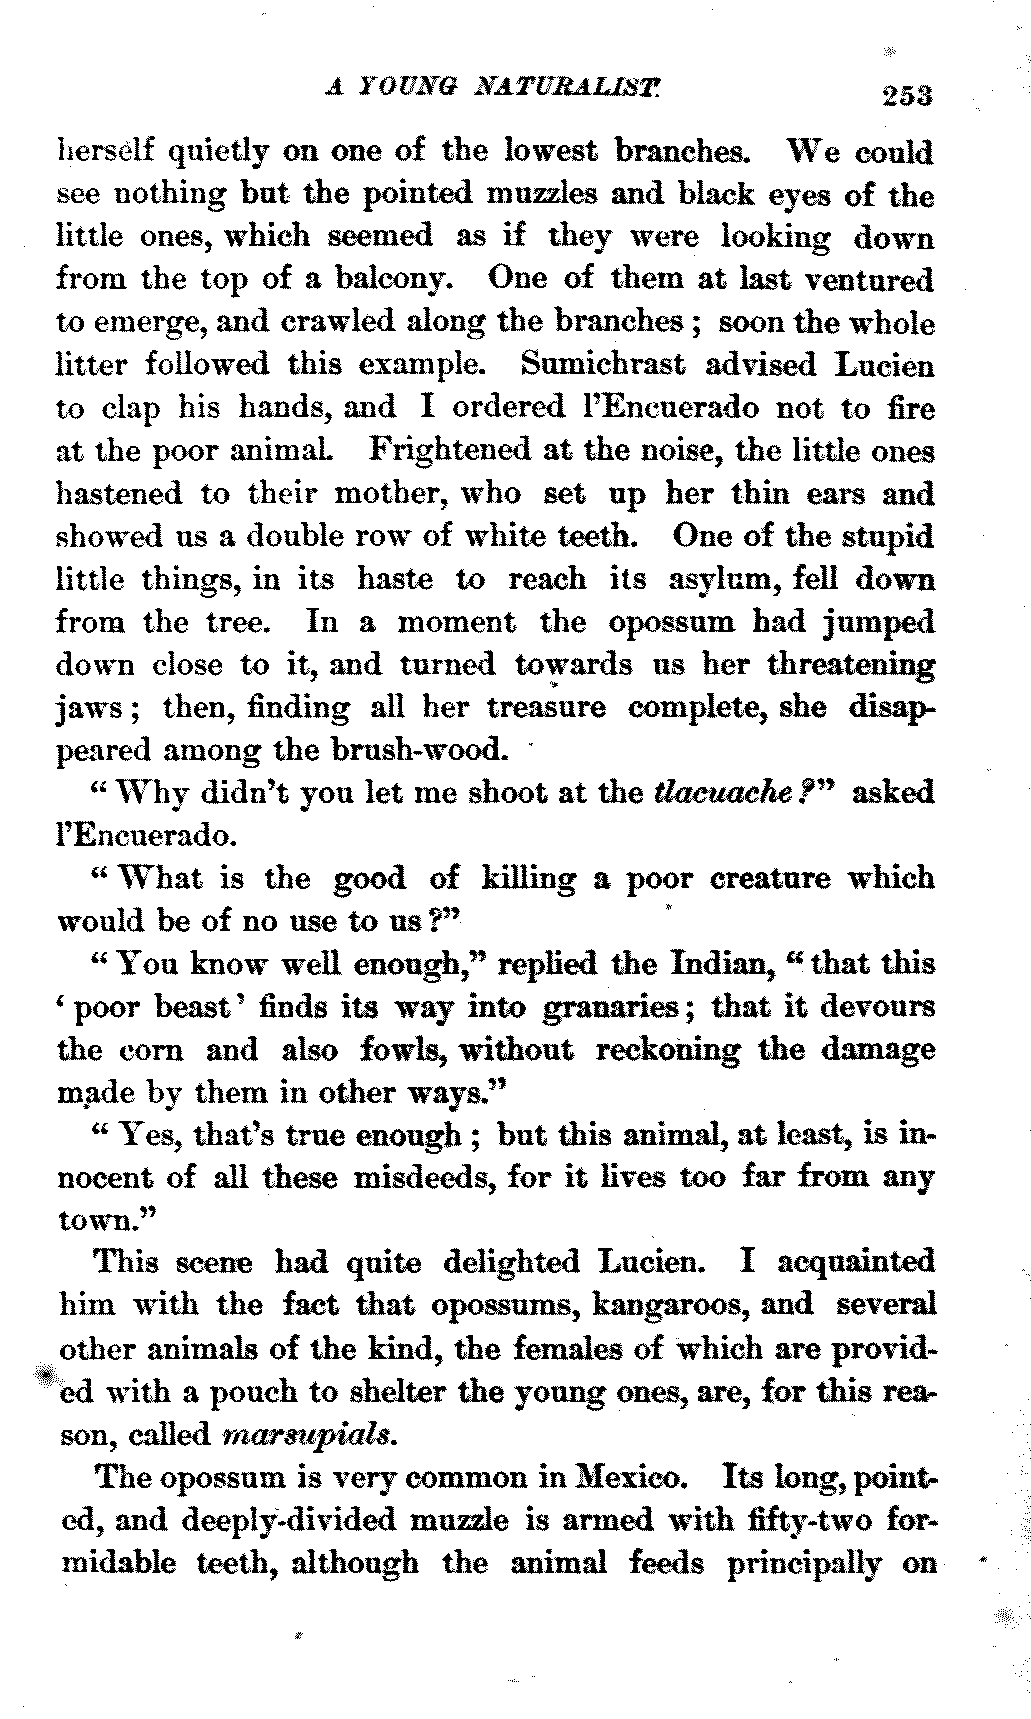 A YOUNG NATURALIST. 253
herself quietly on one of the lowest branches. We could
see nothing but the pointed muzzles and black eyes of the
little ones, which seemed as if they were looking down
from the top of a balcony. One of them at last ventured
to emerge, and crawled along the branches; soon the whole
litter followed this example. Sumichrast advised Lucien
to clap his hands, and I ordered l'Encuerado not to fire
at the poor animal. Frightened at the noise, the little ones
hastened to their mother, who set up her thin ears and
showed us a double row of white teeth. One of the stupid
little things, in its haste to reach its asylum, fell down
from the tree. In a moment the opossum had jumped
down close to it, and turned towards us her threatening
jaws; then, finding all her treasure complete, she disap-
peared among the brush-wood.
"Why didn't you let me shoot at the tlacuache?" asked
l'Encuerado.
"What is the good of killing a poor creature which
would be of no use to us?"
"You know well enough," replied the Indian, "that this
'poor beast' finds its way into granaries; that it devours
the corn and also fowls, without reckoning the damage
made by them in other ways."
"Yes, that's true enough; but this animal, at least, is in-
nocent of all these misdeeds, for it lives too far from any
town."
This scene had quite delighted Lucien. I acquainted
him with the fact that opossums, kangaroos, and several
other animals of the kind, the females of which are provid-
ed with a pouch to shelter the young ones, are, for this rea-
son, called marsupials.
The opossum is very common in Mexico. Its long, point-
ed, and deeply-divided muzzle is armed with fifty-two for-
midable teeth, although the animal feeds principally on